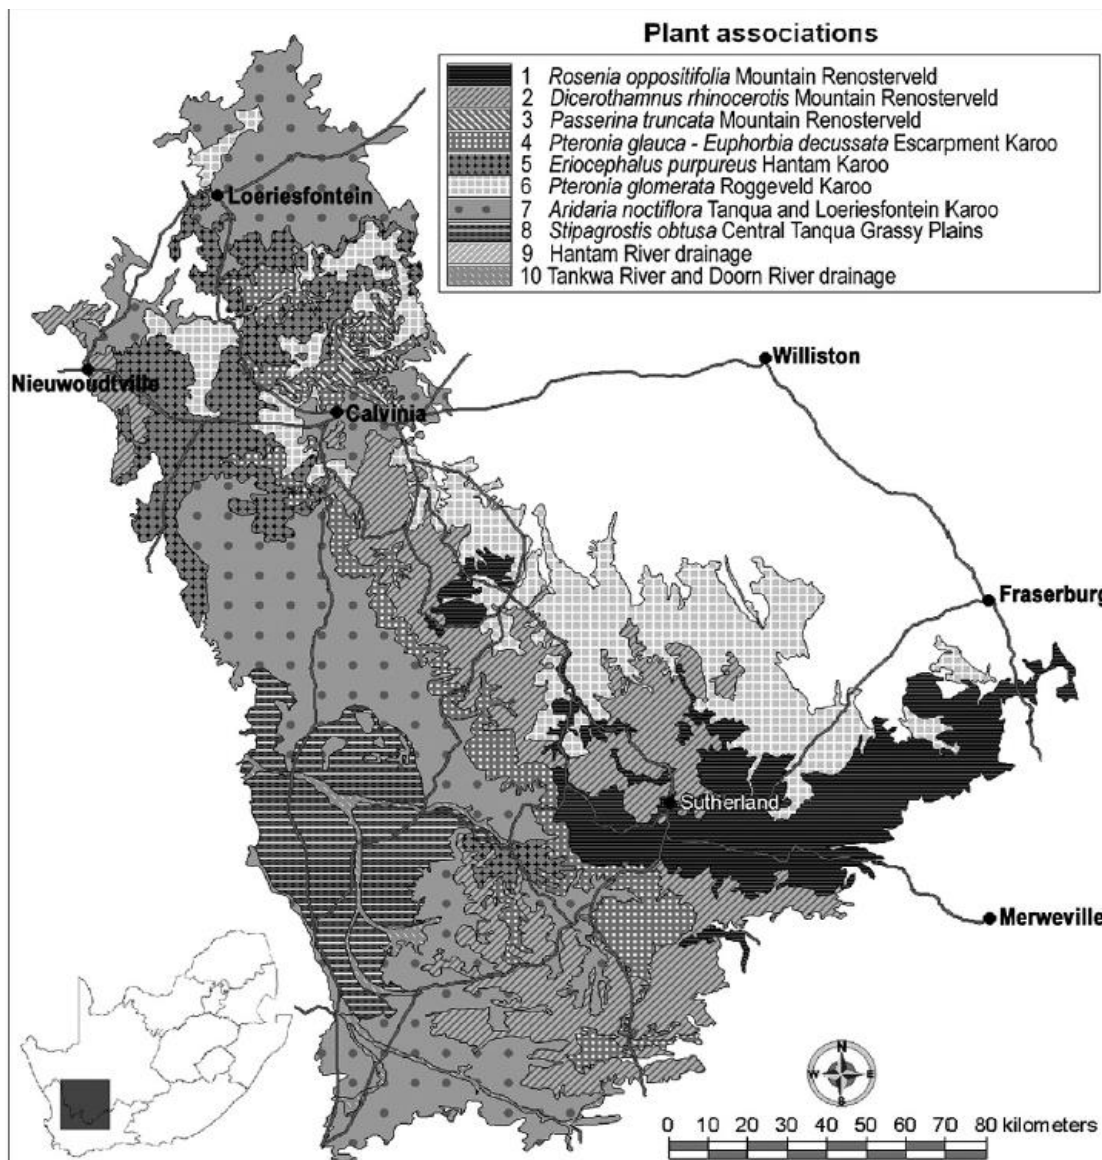 Plant associations
1 Rosenia oppositifolia Mountain Renosterveld
2 Dicerothamnus rhinocerotis Mountain Renosterveld
3 Passerina truncata Mountain Renosterveld
4 Pteronia glauca - Euphorbia decussata Escarpment Karoo
5 Eriocephalus purpureus Hantam Karoo
6 Pteronia glomerata Roggeveld Karoo
7 Aridaria noctiflora Tanqua and Loeriesfontein Karoo
8 Stipagrostis obtusa Central Tanqua Grassy Plains
9 Hantam River drainage
10 Tankwa River and Doorn River drainage
Loeriesfontein
Williston
Nieuwoudtville
Calvinia
Fraserburg
Sutherland
Merweville
N
W E
S
0 10 20 30 40 50 60 70 80 kilometers